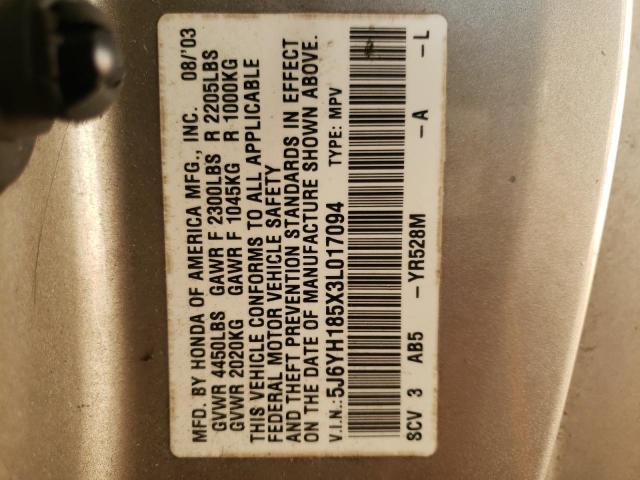 MFD. BY HONDA OF AMERICA MFG., INC. 08/'03
GVWR 4450LBS GAWR F 2300LBS R 2205LBS
GVWR 2020KG GAWR F 1045KG R 1000KG
THIS VEHICLE CONFORMS TO ALL APPLICABLE
FEDERAL MOTOR VEHICLE SAFETY
AND THEFT PREVENTION STANDARDS IN EFFECT
ON THE DATE OF MANUFACTURE SHOWN ABOVE.
V.I.N.: 5J6YH185X3L017094 TYPE: MPV
SCV 3 AB5 -YR528M -A -L